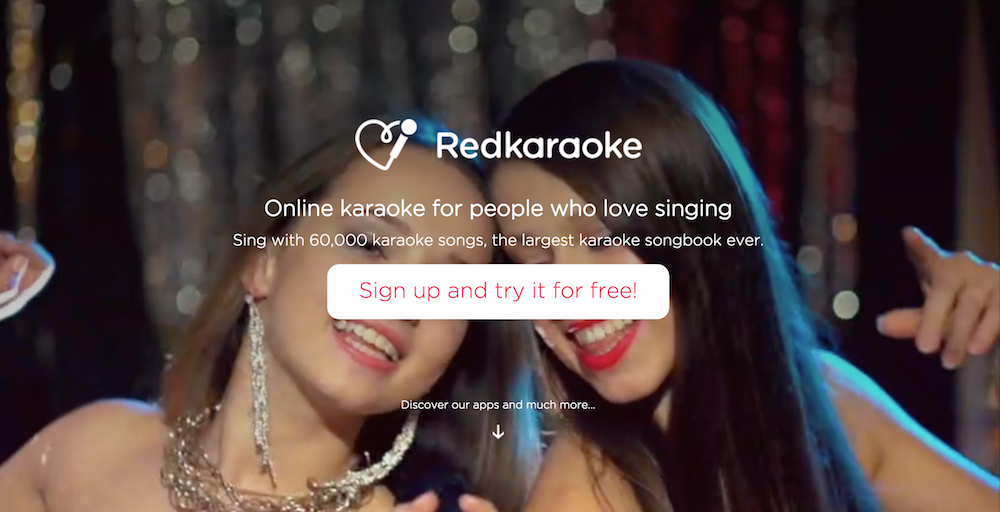 Redkaraoke
Online karaoke for people who love singing
Sing with 60,000 karaoke songs, the largest karaoke songbook ever.
Sign up and try it for free!
Discover our apps and much more...